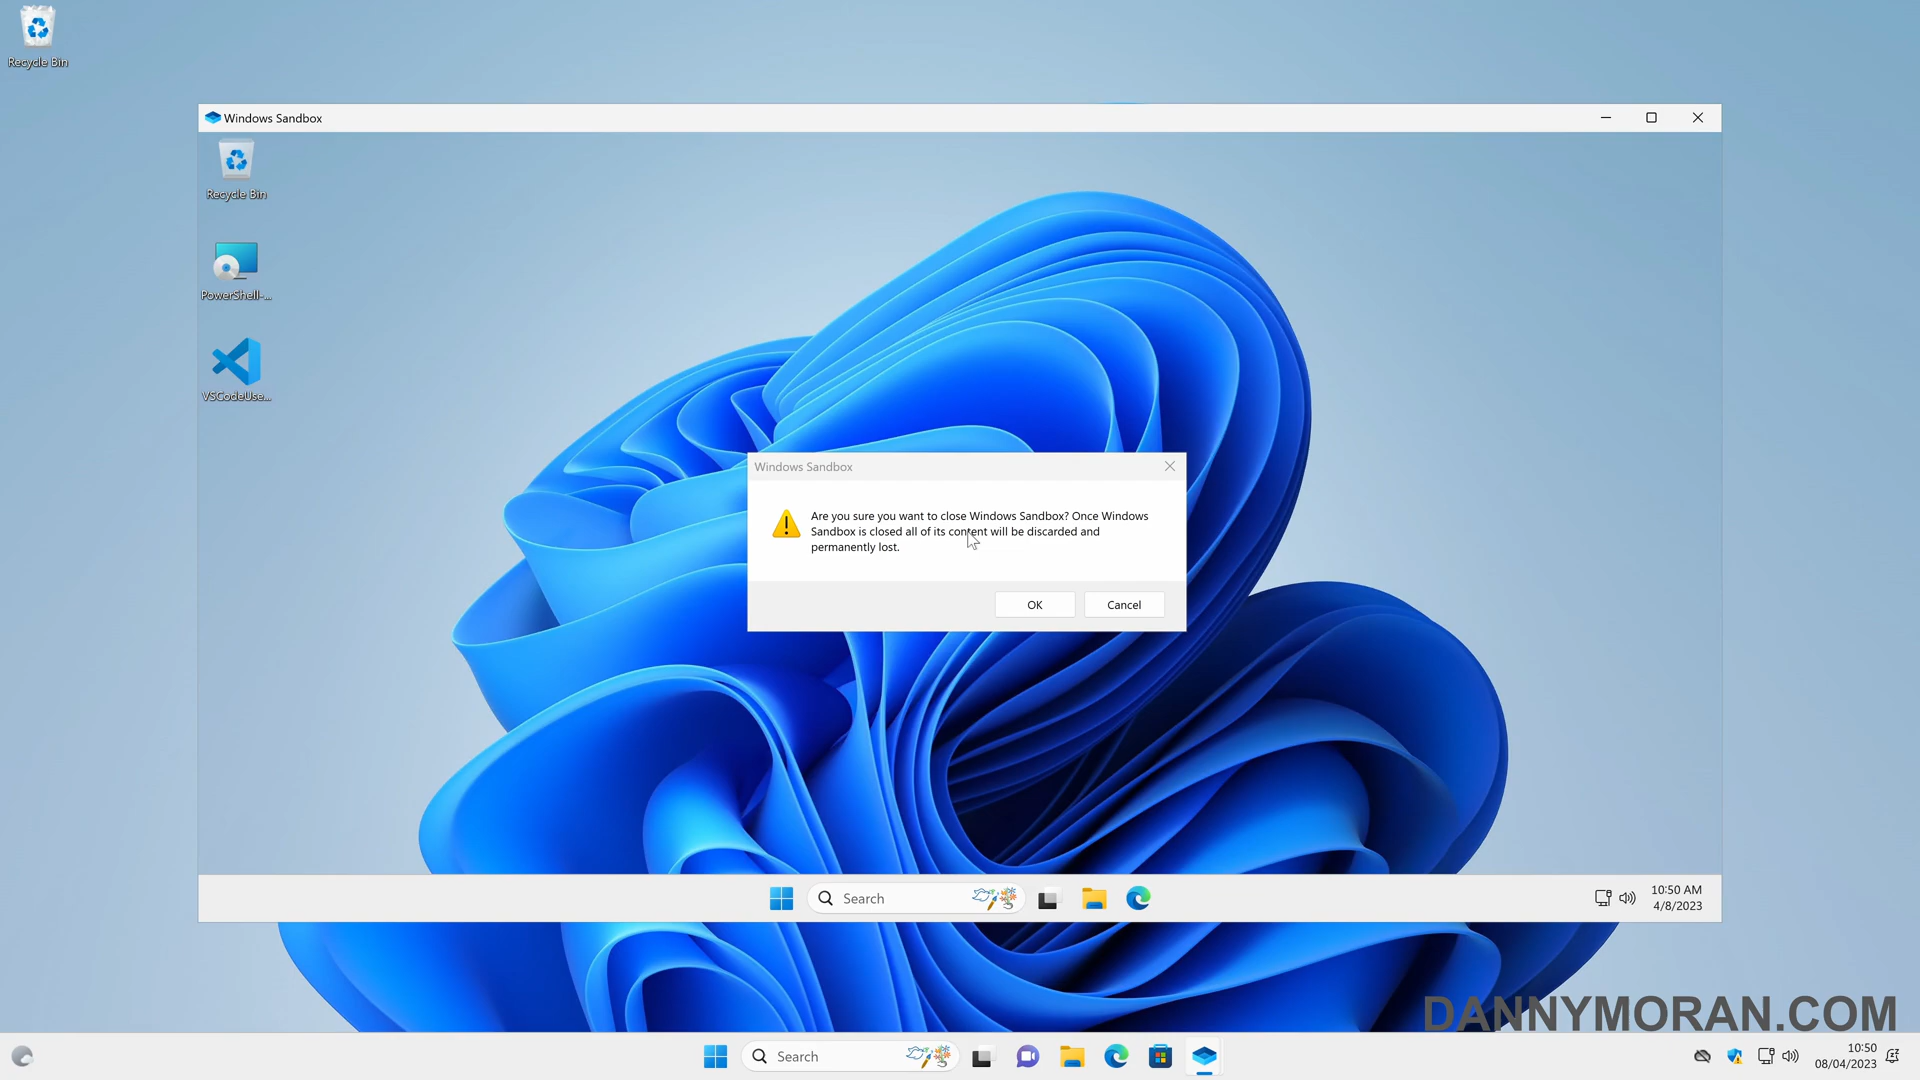 Recycle Bin
Windows Sandbox
Recycle Bin
PowerShell-...
VSCodeUse...
Windows Sandbox
Are you sure you want to close Windows Sandbox? Once Windows
Sandbox is closed all of its content will be discarded and
permanently lost.
OK
Cancel
Search
10:50 AM
4/8/2023
DANNYMORAN.COM
Search
10:50
08/04/2023